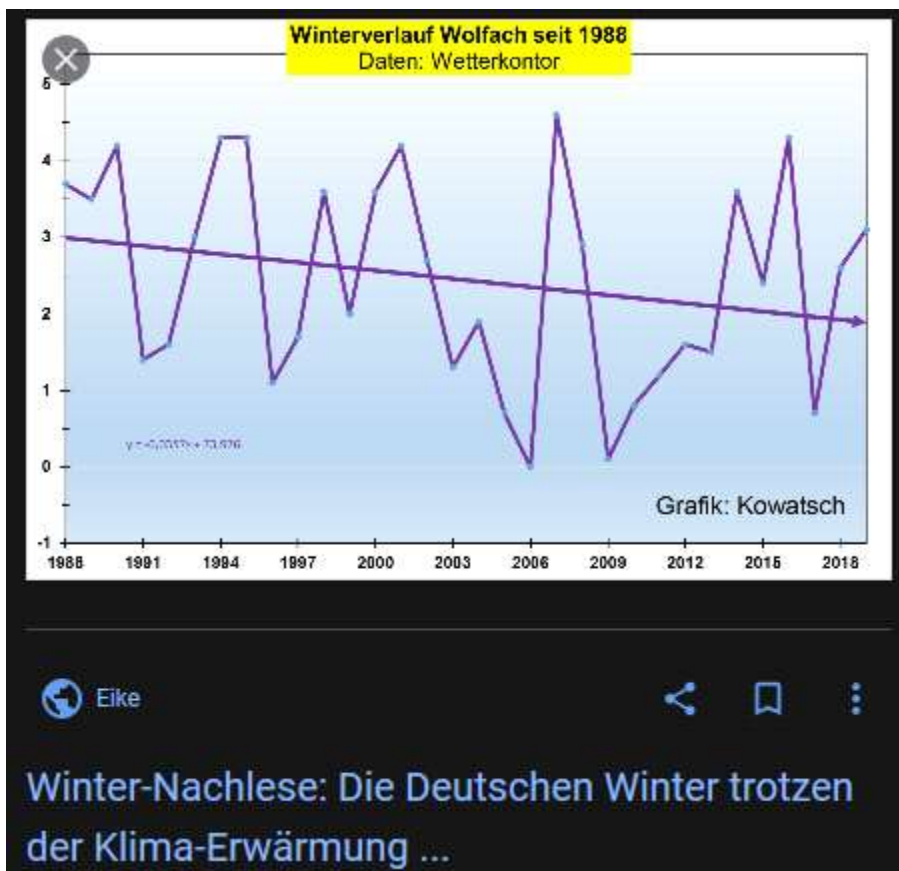 Winterverlauf Wolfach seit 1988
Daten: Wetterkontor
5
4
3
2
1
0
-1
Grafik: Kowatsch
1988 1991 1994 1997 2000 2003 2006 2009 2012 2015 2018
Eike
Winter-Nachlese: Die Deutschen Winter trotzen
der Klima-Erwärmung ...